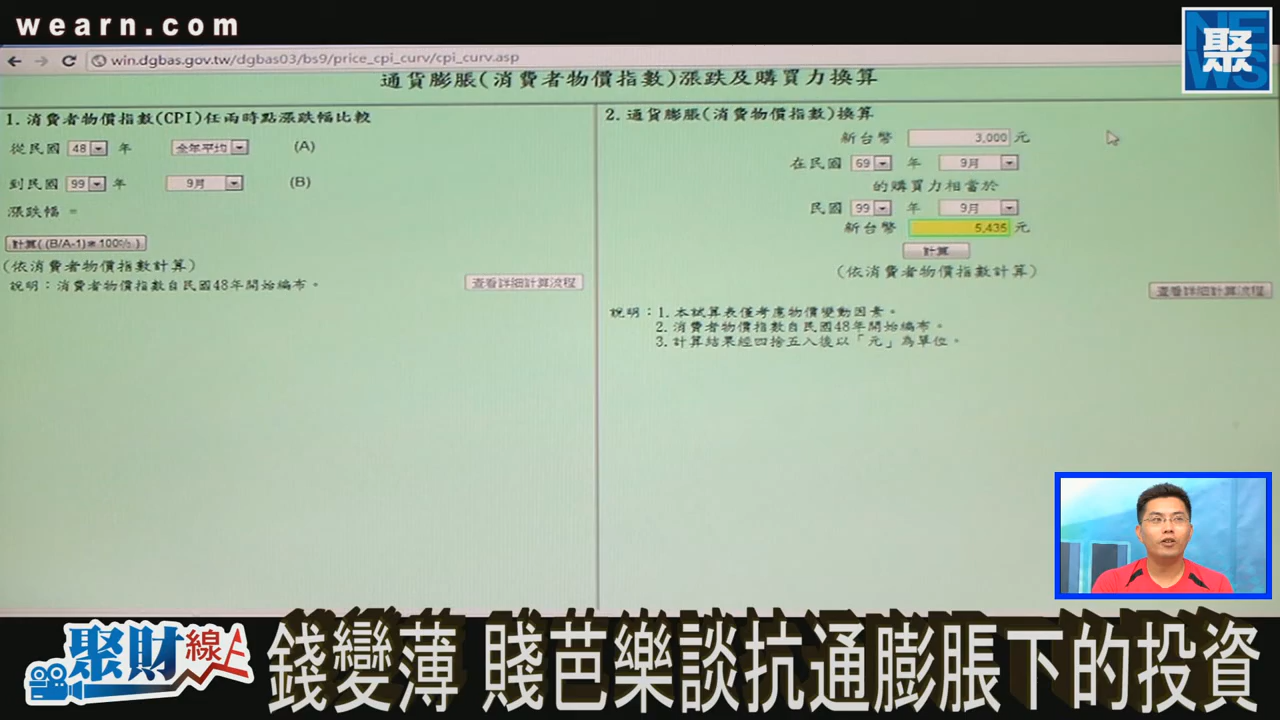 wearn.com
聚
NEWS
win.dgbas.gov.tw/dgbas03/bs9/price_cpi_curv/cpi_curv.asp
通貨膨脹(消費者物價指數)漲跌及購買力換算
1.消費者物價指數(CPI)任兩時點漲跌幅比較
從民國 48 年 全年平均 (A)
到民國 99 年 9月 (B)
漲跌幅 =
計算((B/A-1)*100%)
(依消費者物價指數計算)
說明:消費者物價指數自民國48年開始編布。
查看詳細計算流程
2.通貨膨脹(消費物價指數)換算
新台幣 3,000 元
在民國 69 年 9月
的購買力相當於
民國 99 年 9月
新台幣 5,435 元
計算
(依消費者物價指數計算)
查看詳細計算流程
說明:1.本試算表僅考慮物價變動因素。
2.消費者物價指數自民國48年開始編布。
3.計算結果經四捨五入後以「元」為單位。
聚財線上
錢變薄 賤芭樂談抗通膨脹下的投資